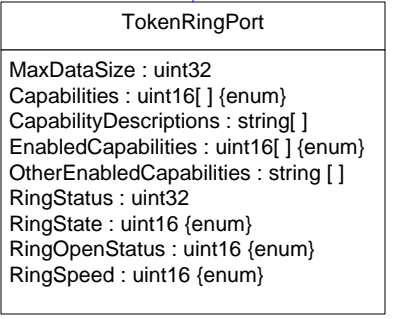 TokenRingPort
MaxDataSize : uint32
Capabilities : uint16[ ] {enum}
CapabilityDescriptions : string[ ]
EnabledCapabilities : uint16[ ] {enum}
OtherEnabledCapabilities : string [ ]
RingStatus : uint32
RingState : uint16 {enum}
RingOpenStatus : uint16 {enum}
RingSpeed : uint16 {enum}